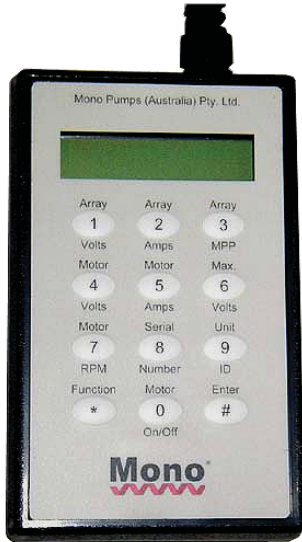 Mono Pumps (Australia) Pty. Ltd.
Array Array Array
1 2 3
Volts Amps MPP
Motor Motor Max.
4 5 6
Volts Amps Volts
Motor Serial Unit
7 8 9
RPM Number ID
Function Motor Enter
* 0 #
On/Off
Mono